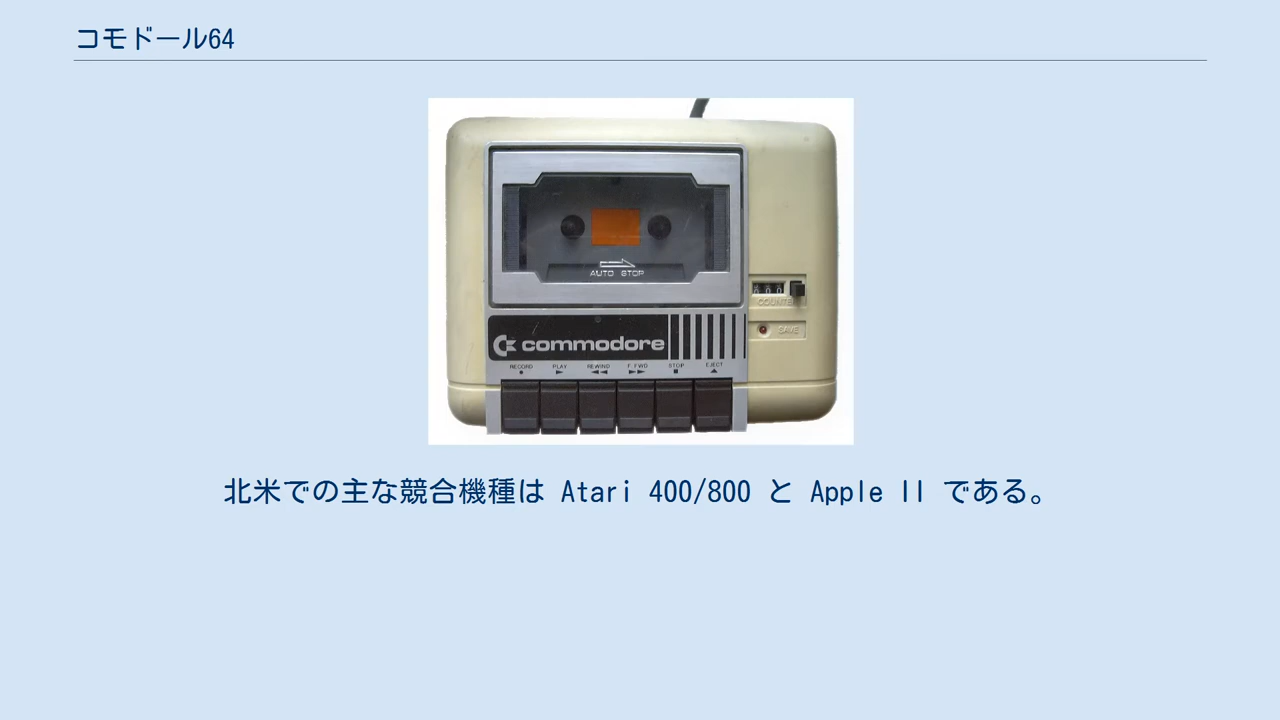 コモドール64
AUTO STOP
COUNTER
SAVE
commodore
RECORD PLAY REWIND F.FWD STOP EJECT
北米での主な競合機種は Atari 400/800 と Apple II である。